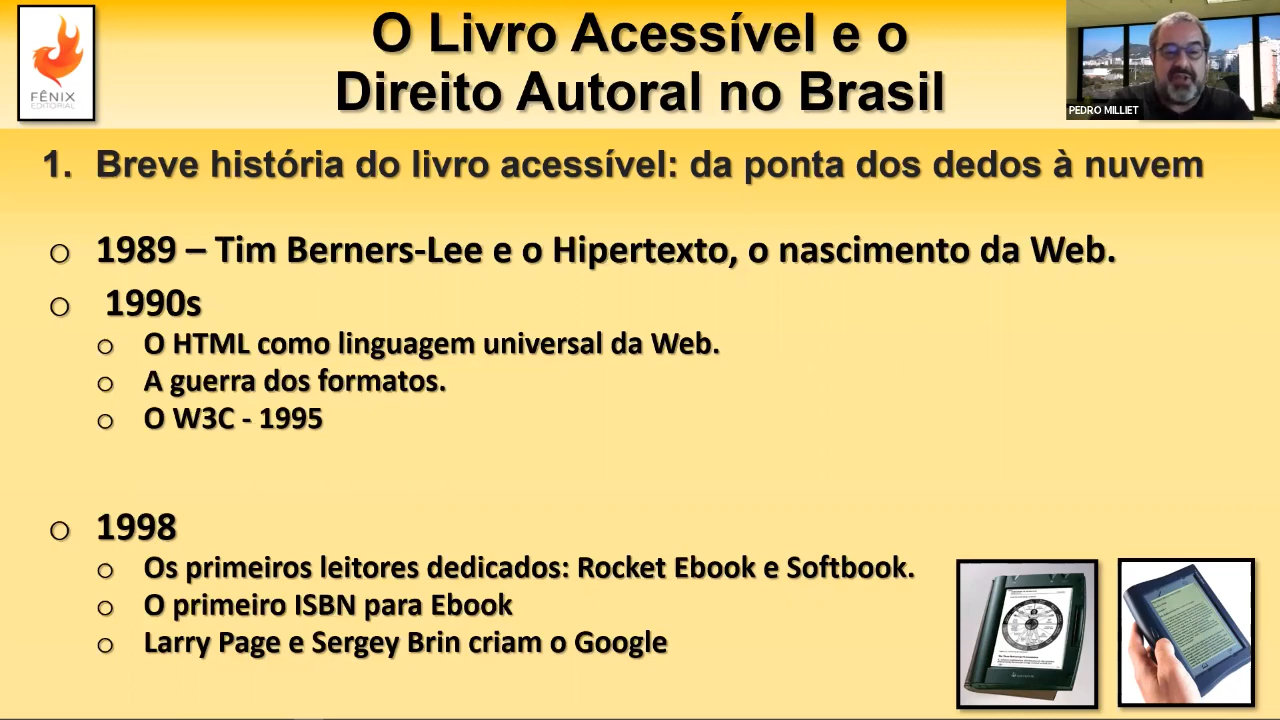 FÊNIX
EDITORIAL
O Livro Acessível e o
Direito Autoral no Brasil
PEDRO MILLIET
1. Breve história do livro acessível: da ponta dos dedos à nuvem
o 1989 – Tim Berners-Lee e o Hipertexto, o nascimento da Web.
o 1990s
o O HTML como linguagem universal da Web.
o A guerra dos formatos.
o O W3C - 1995
o 1998
o Os primeiros leitores dedicados: Rocket Ebook e Softbook.
o O primeiro ISBN para Ebook
o Larry Page e Sergey Brin criam o Google